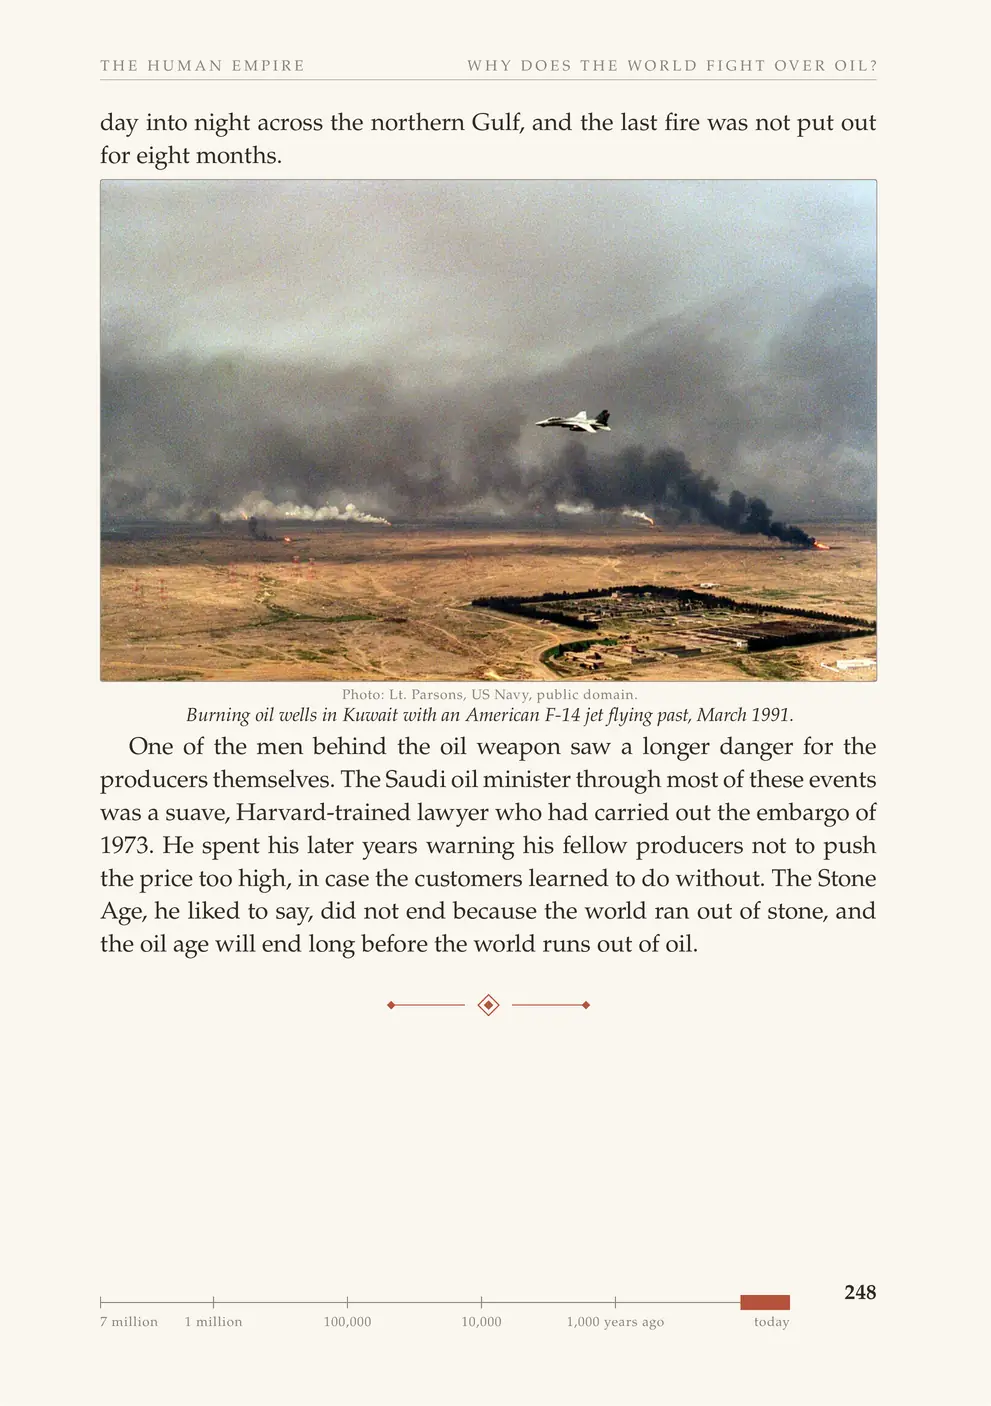 THE HUMAN EMPIRE
WHY DOES THE WORLD FIGHT OVER OIL?
day into night across the northern Gulf, and the last fire was not put out
for eight months.
Photo: Lt. Parsons, US Navy, public domain.
Burning oil wells in Kuwait with an American F-14 jet flying past, March 1991.
One of the men behind the oil weapon saw a longer danger for the
producers themselves. The Saudi oil minister through most of these events
was a suave, Harvard-trained lawyer who had carried out the embargo of
1973. He spent his later years warning his fellow producers not to push
the price too high, in case the customers learned to do without. The Stone
Age, he liked to say, did not end because the world ran out of stone, and
the oil age will end long before the world runs out of oil.
248
7 million 1 million 100,000 10,000 1,000 years ago today